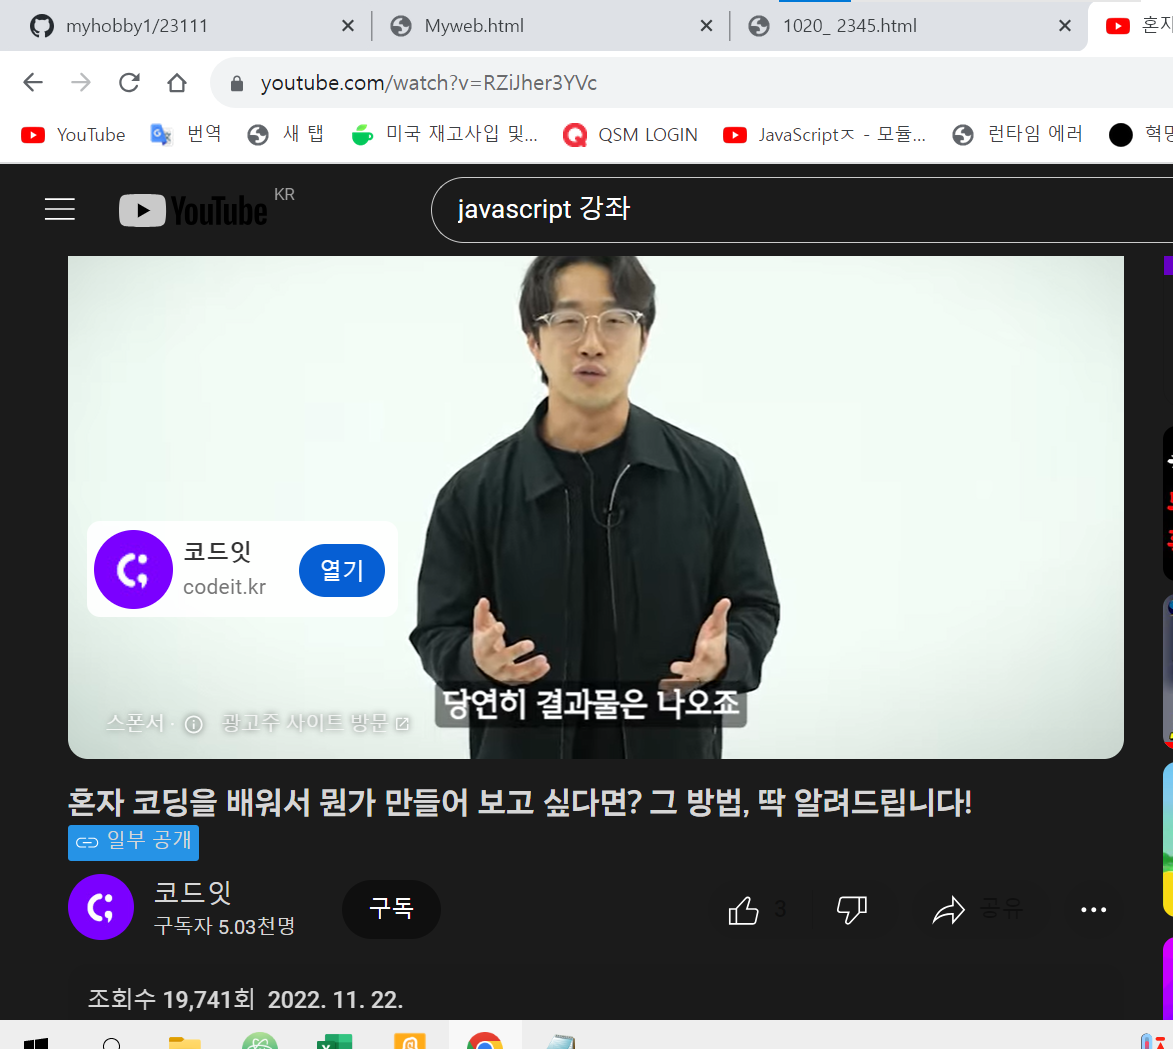 myhobby1/23111
Myweb.html
1020_ 2345.html
youtube.com/watch?v=RZiJher3YVc
YouTube
번역
새 탭
미국 재고사입 및...
QSM LOGIN
JavaScriptㅈ - 모듈...
런타임 에러
YouTube KR
javascript 강좌
코드잇
codeit.kr
열기
당연히 결과물은 나오죠
스폰서 · 광고주 사이트 방문
혼자 코딩을 배워서 뭔가 만들어 보고 싶다면? 그 방법, 딱 알려드립니다!
일부 공개
코드잇
구독자 5.03천명
구독
3
공유
조회수 19,741회 2022. 11. 22.